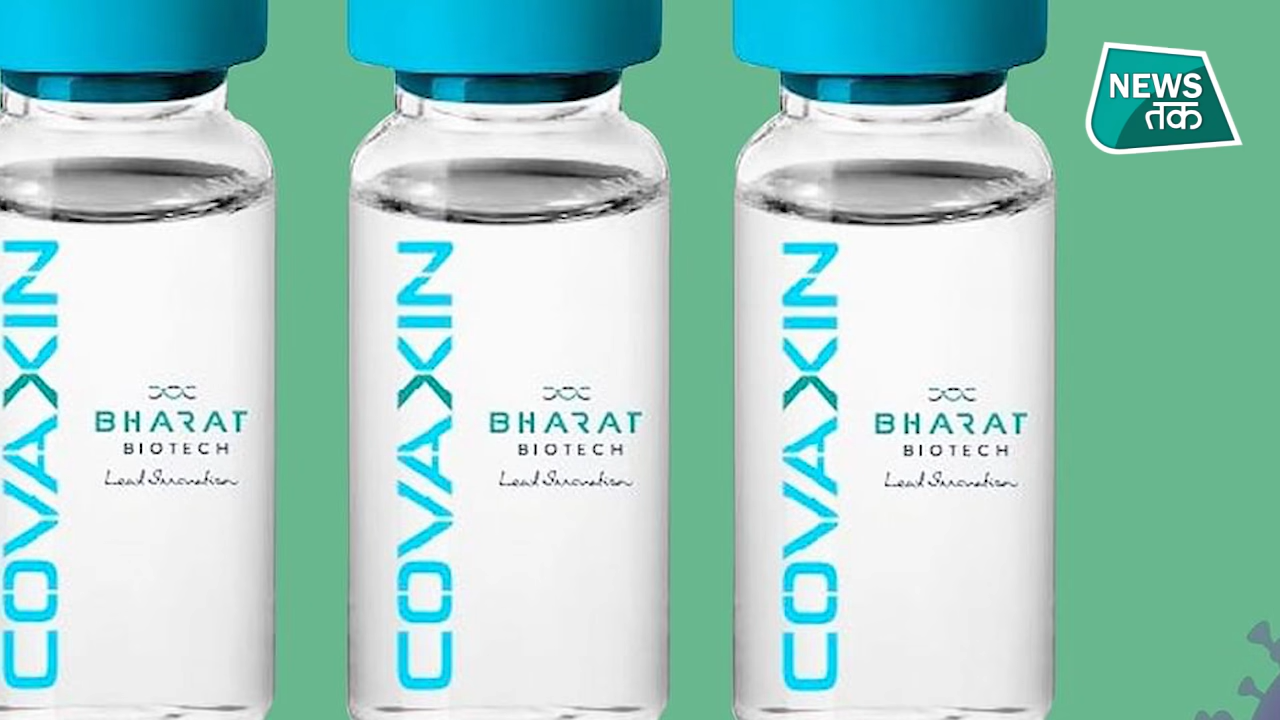 NEWS
तक
COVAXIN
BHARAT
BIOTECH
Lead Innovation
COVAXIN
BHARAT
BIOTECH
Lead Innovation
COVAXIN
BHARAT
BIOTECH
Lead Innovation